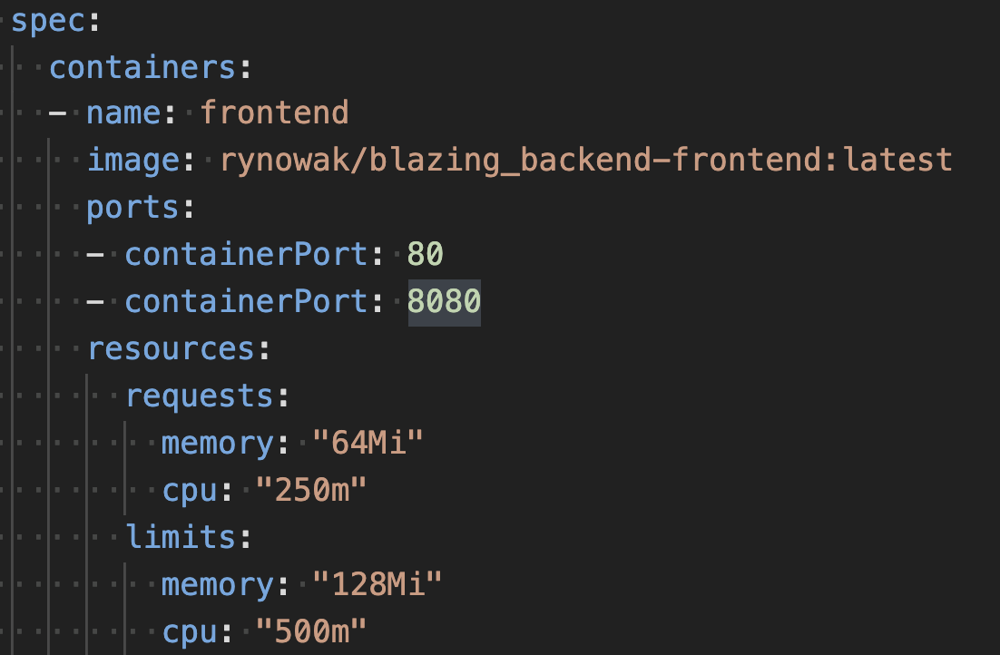 spec:
  containers:
  - name: frontend
    image: rynowak/blazing_backend-frontend:latest
    ports:
    - containerPort: 80
    - containerPort: 8080
    resources:
      requests:
        memory: "64Mi"
        cpu: "250m"
      limits:
        memory: "128Mi"
        cpu: "500m"